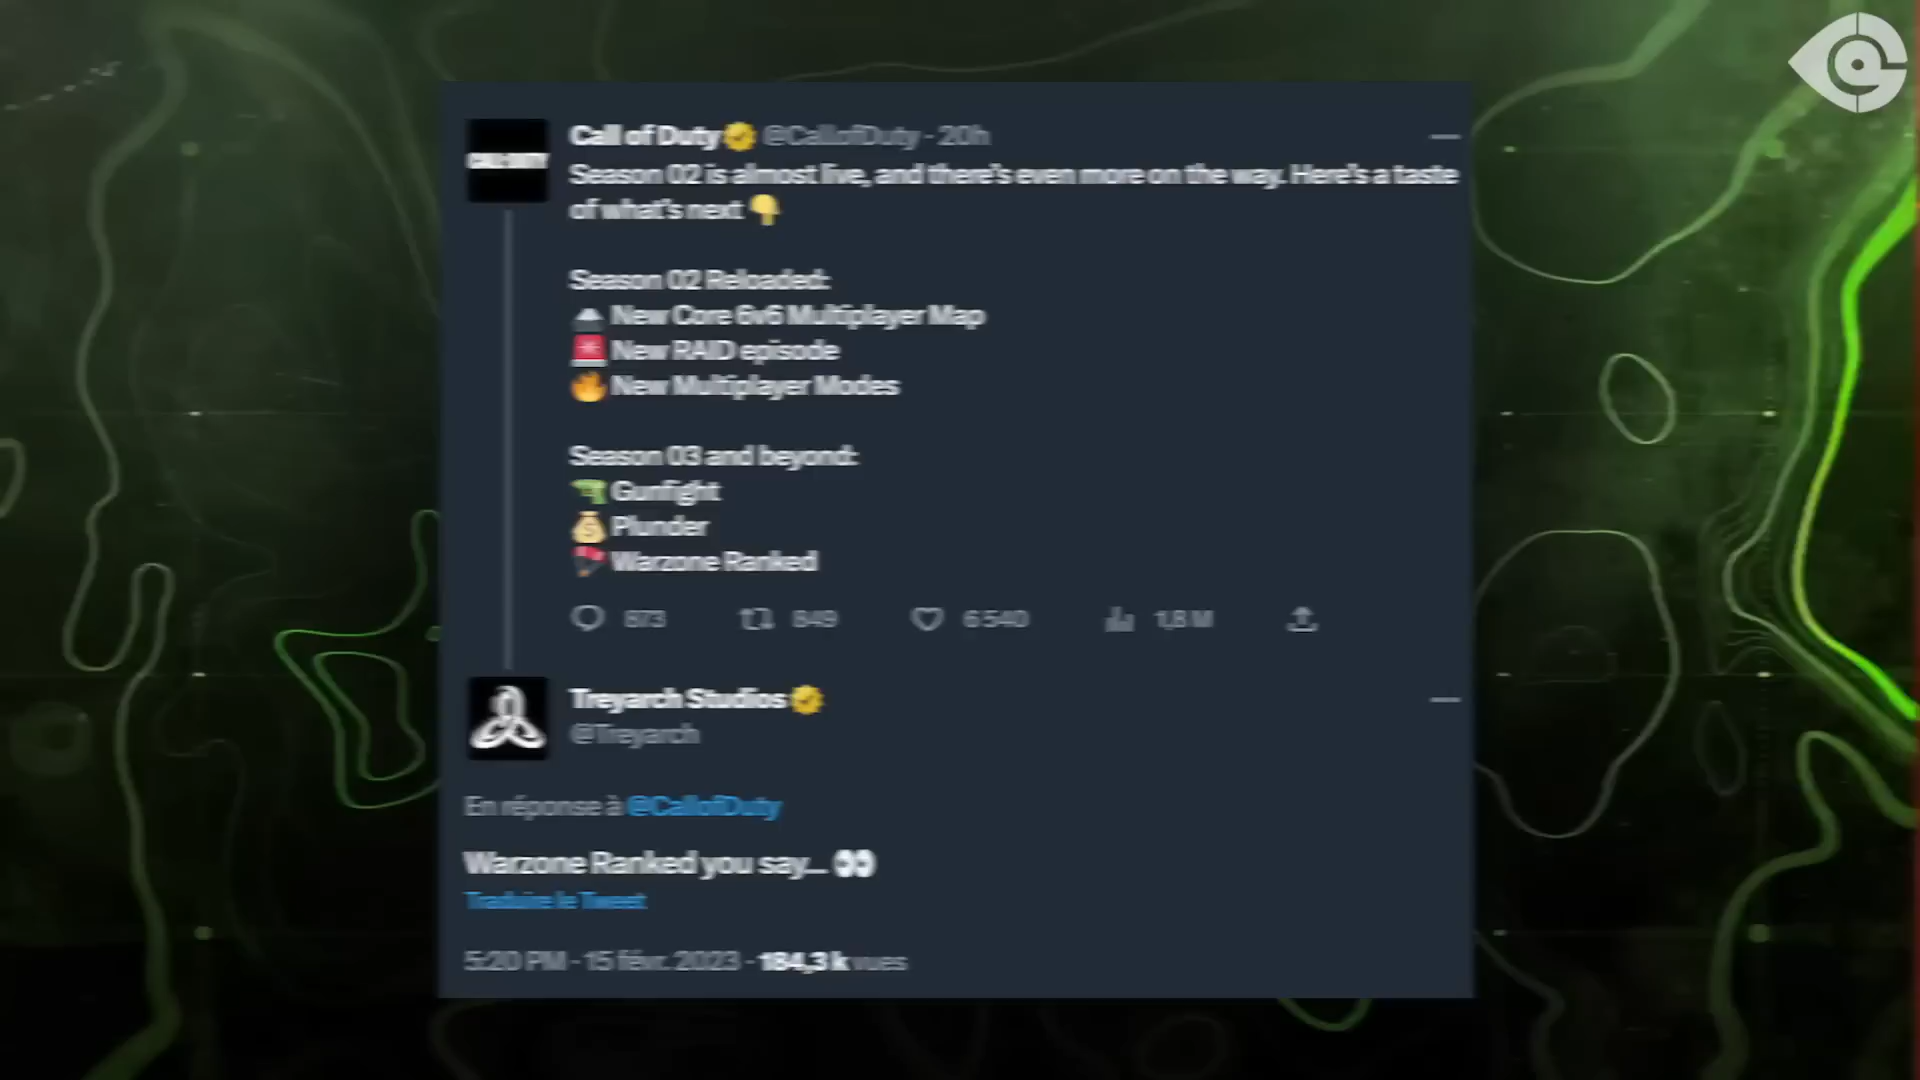 Call of Duty @CallofDuty · 20h
Season 02 is almost live, and there's even more on the way. Here's a taste
of what's next 👇
Season 02 Reloaded:
New Core 6v6 Multiplayer Map
🚨 New RAID episode
🔥 New Multiplayer Modes
Season 03 and beyond:
🔫 Gunfight
💰 Plunder
🪂 Warzone Ranked
873 849 6 540 1,8 M
CALL OF DUTY
Treyarch Studios
@Treyarch
En réponse à @CallofDuty
Warzone Ranked you say... 👀
Traduire le Tweet
5:20 PM · 15 févr. 2023 · 184,3 k vues